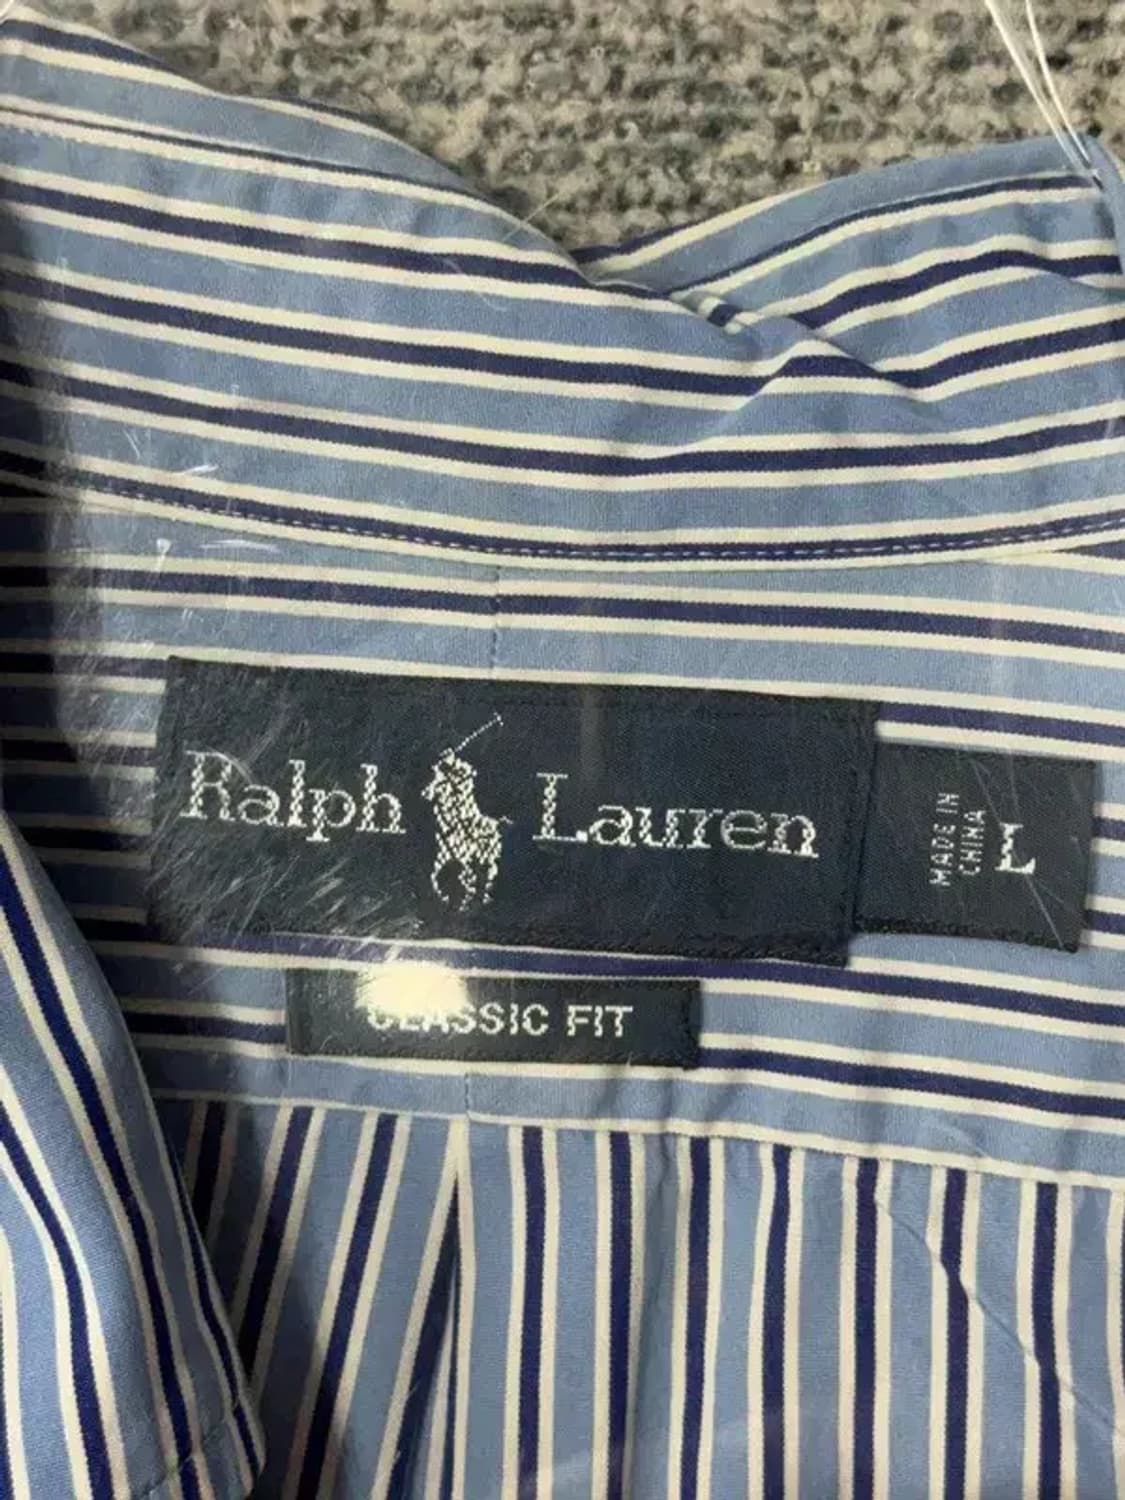 Ralph Lauren
MADE IN
CHINA
L
CLASSIC FIT